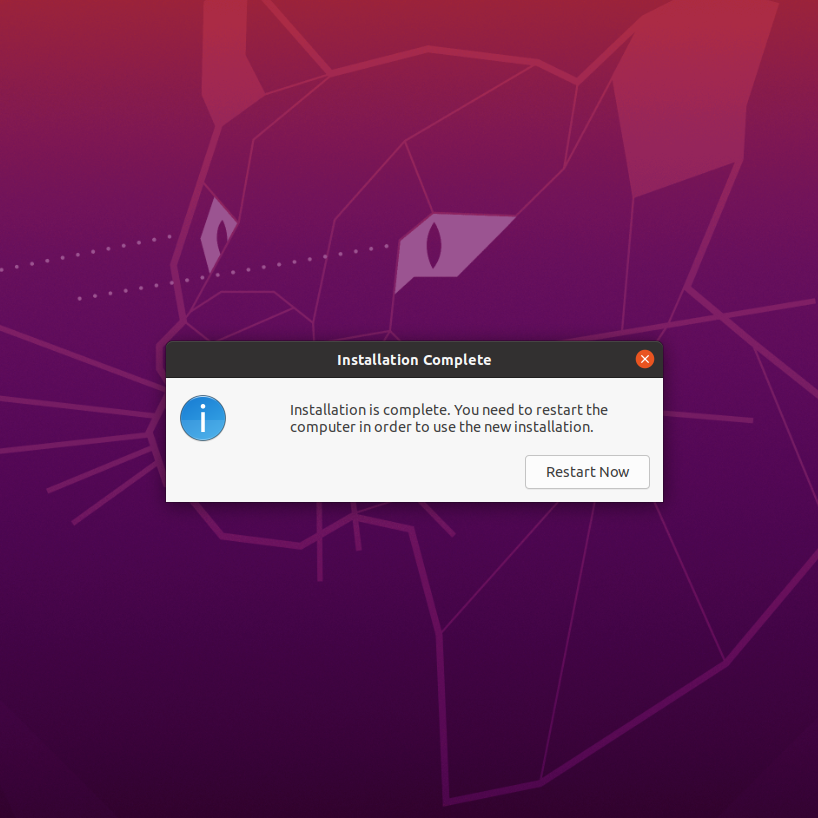 Installation Complete
Installation is complete. You need to restart the
computer in order to use the new installation.
Restart Now